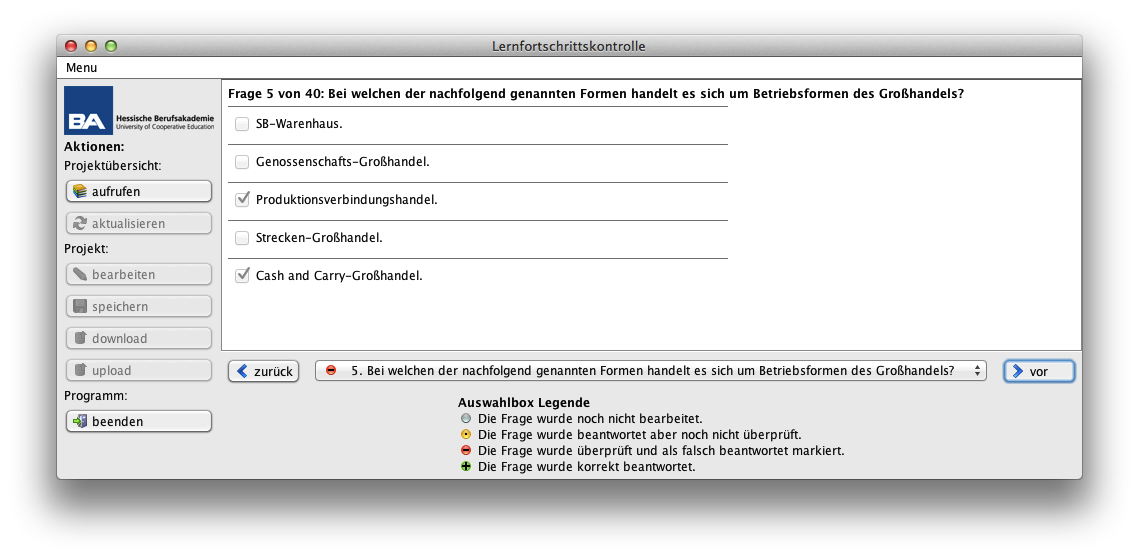 Lernfortschrittskontrolle
Menu
BA Hessische Berufsakademie
University of Cooperative Education
Aktionen:
Projektübersicht:
aufrufen
aktualisieren
Projekt:
bearbeiten
speichern
download
upload
Programm:
beenden
Frage 5 von 40: Bei welchen der nachfolgend genannten Formen handelt es sich um Betriebsformen des Großhandels?
SB-Warenhaus.
Genossenschafts-Großhandel.
Produktionsverbindungshandel.
Strecken-Großhandel.
Cash and Carry-Großhandel.
zurück
5. Bei welchen der nachfolgend genannten Formen handelt es sich um Betriebsformen des Großhandels?
vor
Auswahlbox Legende
Die Frage wurde noch nicht bearbeitet.
Die Frage wurde beantwortet aber noch nicht überprüft.
Die Frage wurde überprüft und als falsch beantwortet markiert.
Die Frage wurde korrekt beantwortet.